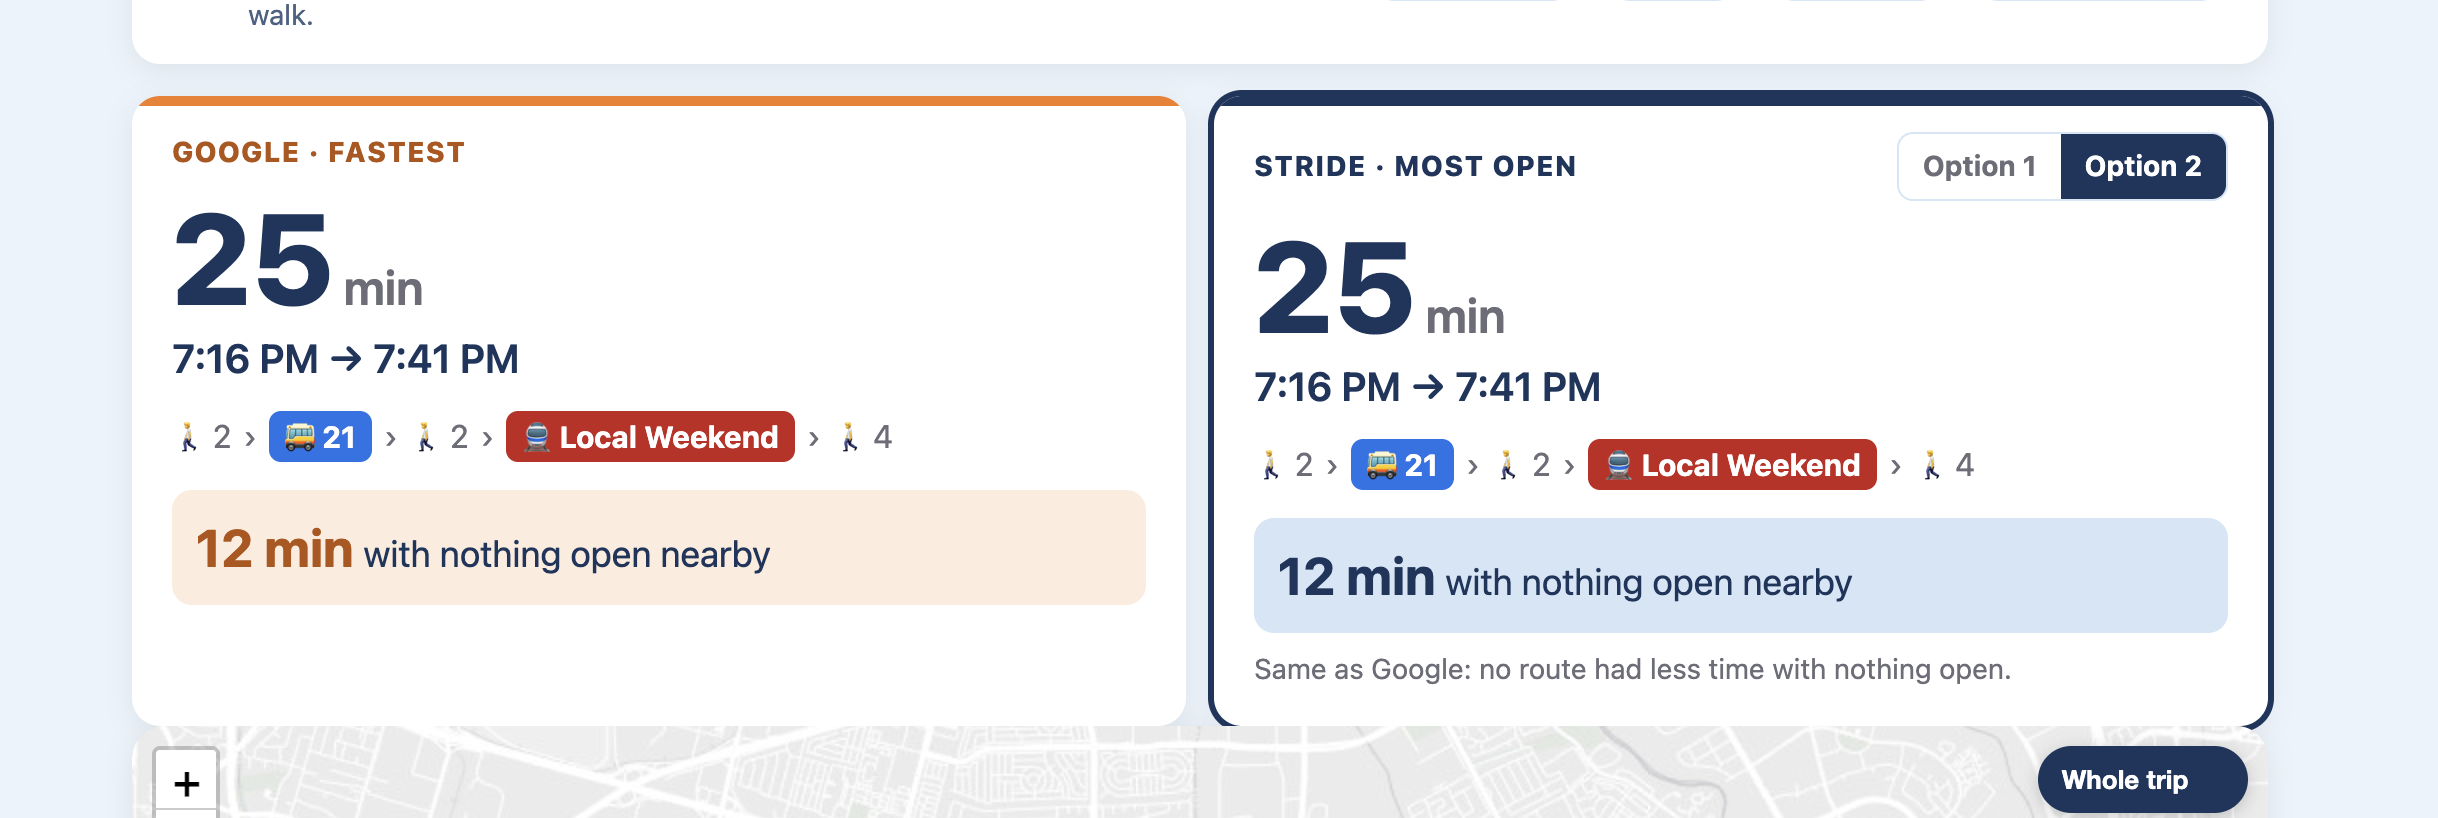 walk.
GOOGLE · FASTEST
25 min
7:16 PM → 7:41 PM
2 › 21 › 2 › Local Weekend › 4
12 min with nothing open nearby
STRIDE · MOST OPEN
Option 1
Option 2
25 min
7:16 PM → 7:41 PM
2 › 21 › 2 › Local Weekend › 4
12 min with nothing open nearby
Same as Google: no route had less time with nothing open.
+
Whole trip